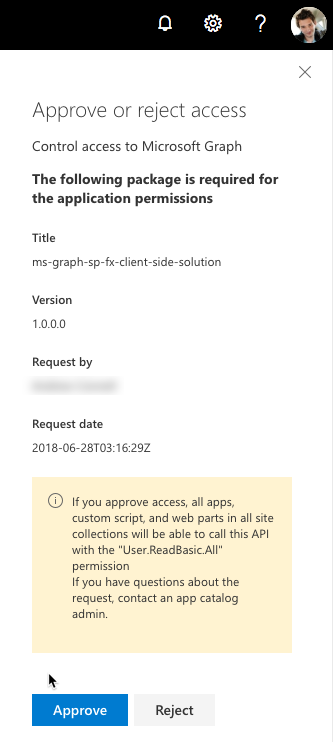 Approve or reject access
Control access to Microsoft Graph
The following package is required for
the application permissions
Title
ms-graph-sp-fx-client-side-solution
Version
1.0.0.0
Request by
Request date
2018-06-28T03:16:29Z
If you approve access, all apps,
custom script, and web parts in all site
collections will be able to call this API
with the "User.ReadBasic.All"
permission
If you have questions about the
request, contact an app catalog
admin.
Approve
Reject